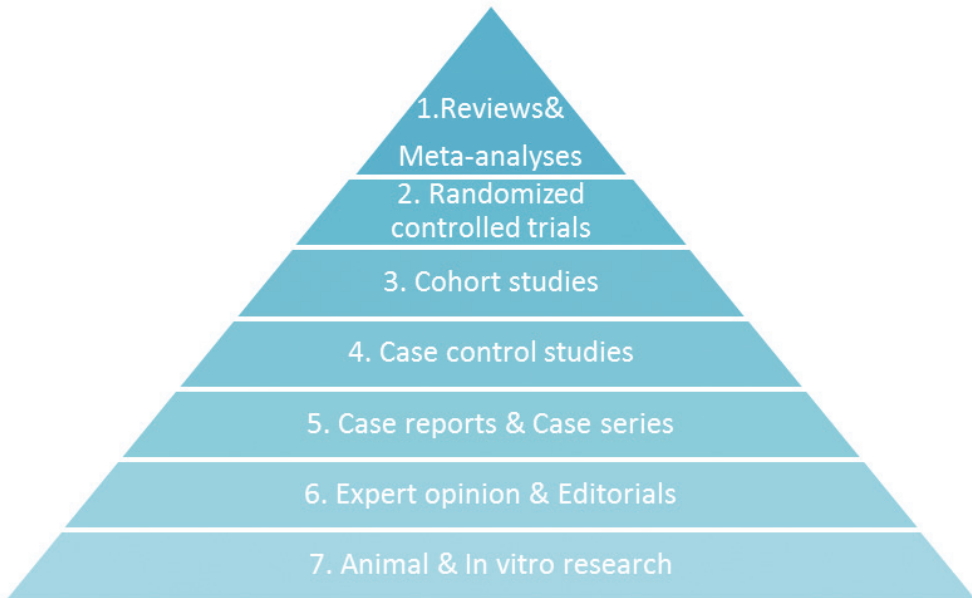 1.Reviews&
Meta-analyses
2. Randomized
controlled trials
3. Cohort studies
4. Case control studies
5. Case reports & Case series
6. Expert opinion & Editorials
7. Animal & In vitro research